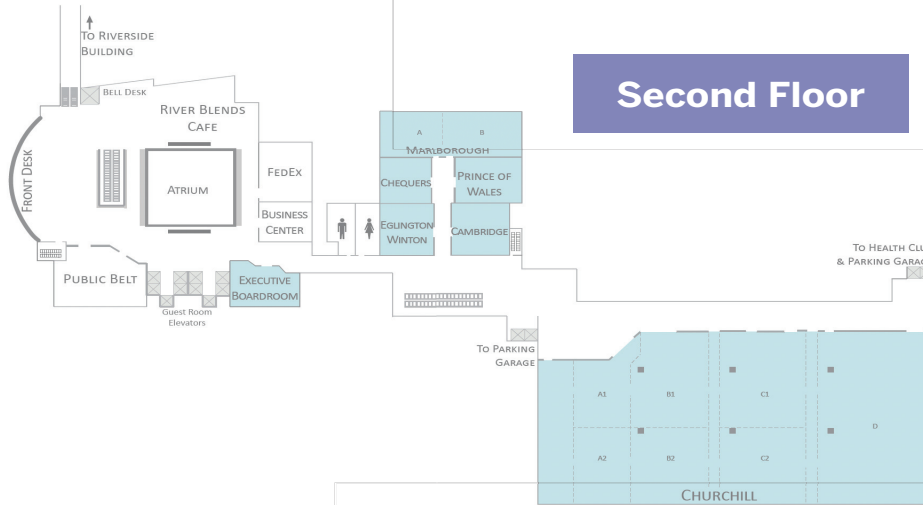 Second Floor
TO RIVERSIDE
BUILDING
BELL DESK
RIVER BLENDS
CAFE
FRONT DESK
ATRIUM
FEDEX
BUSINESS
CENTER
A
B
MARLBOROUGH
CHEQUERS
PRINCE OF
WALES
EGLINGTON
WINTON
CAMBRIDGE
PUBLIC BELT
EXECUTIVE
BOARDROOM
Guest Room
Elevators
TO HEALTH CLU
& PARKING GARAG
TO PARKING
GARAGE
A1
B1
C1
D
A2
B2
C2
CHURCHILL